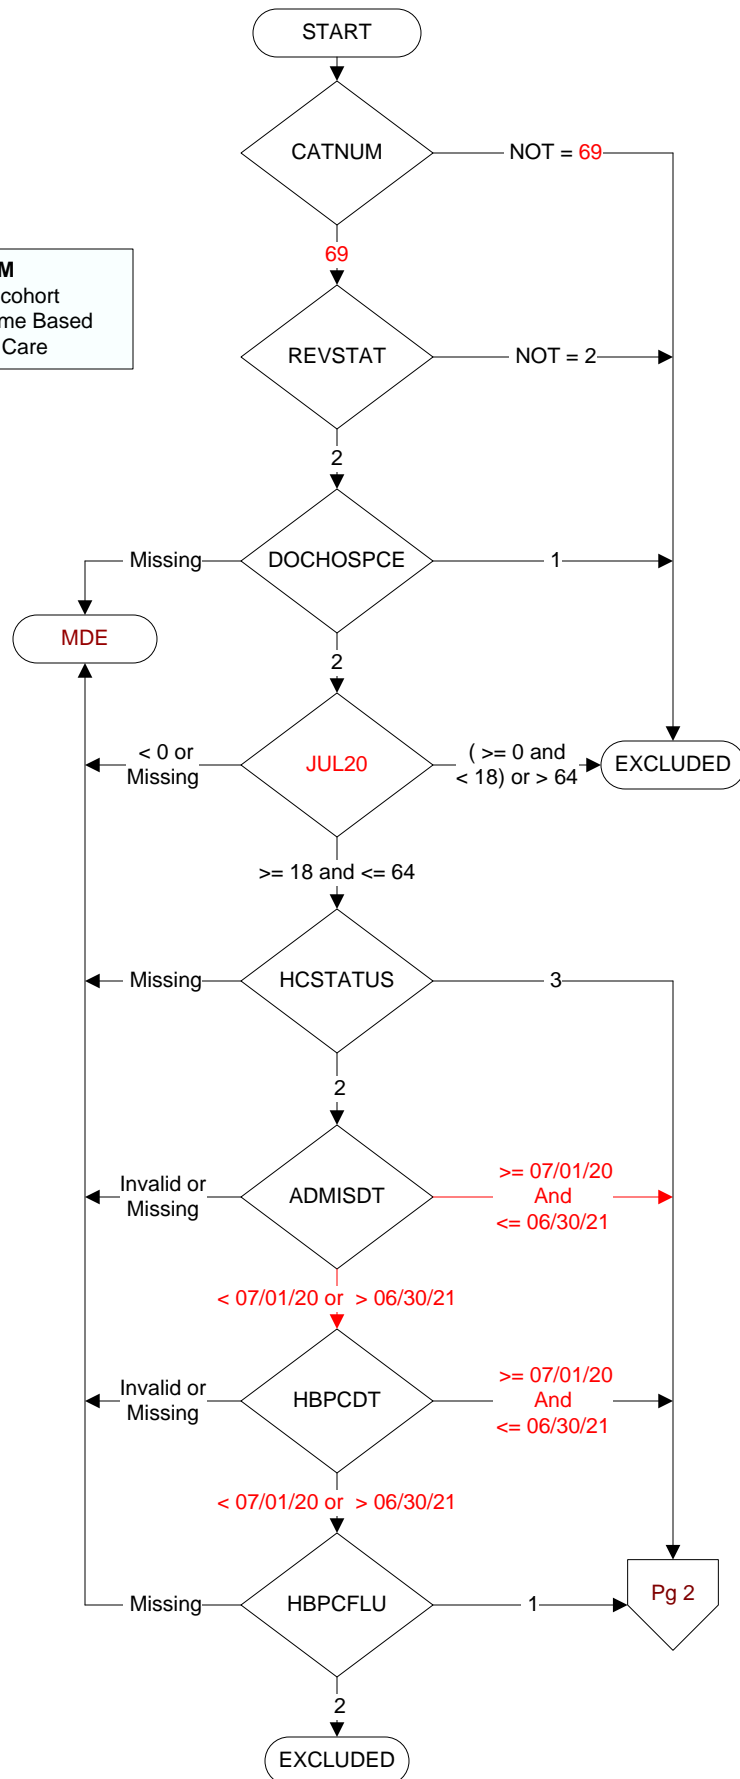 START
CATNUM
NOT = 69
69
M
cohort
me Based
Care
REVSTAT
NOT = 2
2
Missing
DOCHOSPCE
1
MDE
2
< 0 or
Missing
JUL20
( >= 0 and
< 18) or > 64
EXCLUDED
>= 18 and <= 64
Missing
HCSTATUS
3
2
Invalid or
Missing
ADMISDT
>= 07/01/20
And
<= 06/30/21
< 07/01/20 or > 06/30/21
Invalid or
Missing
HBPCDT
>= 07/01/20
And
<= 06/30/21
< 07/01/20 or > 06/30/21
Missing
HBPCFLU
1
Pg 2
2
EXCLUDED